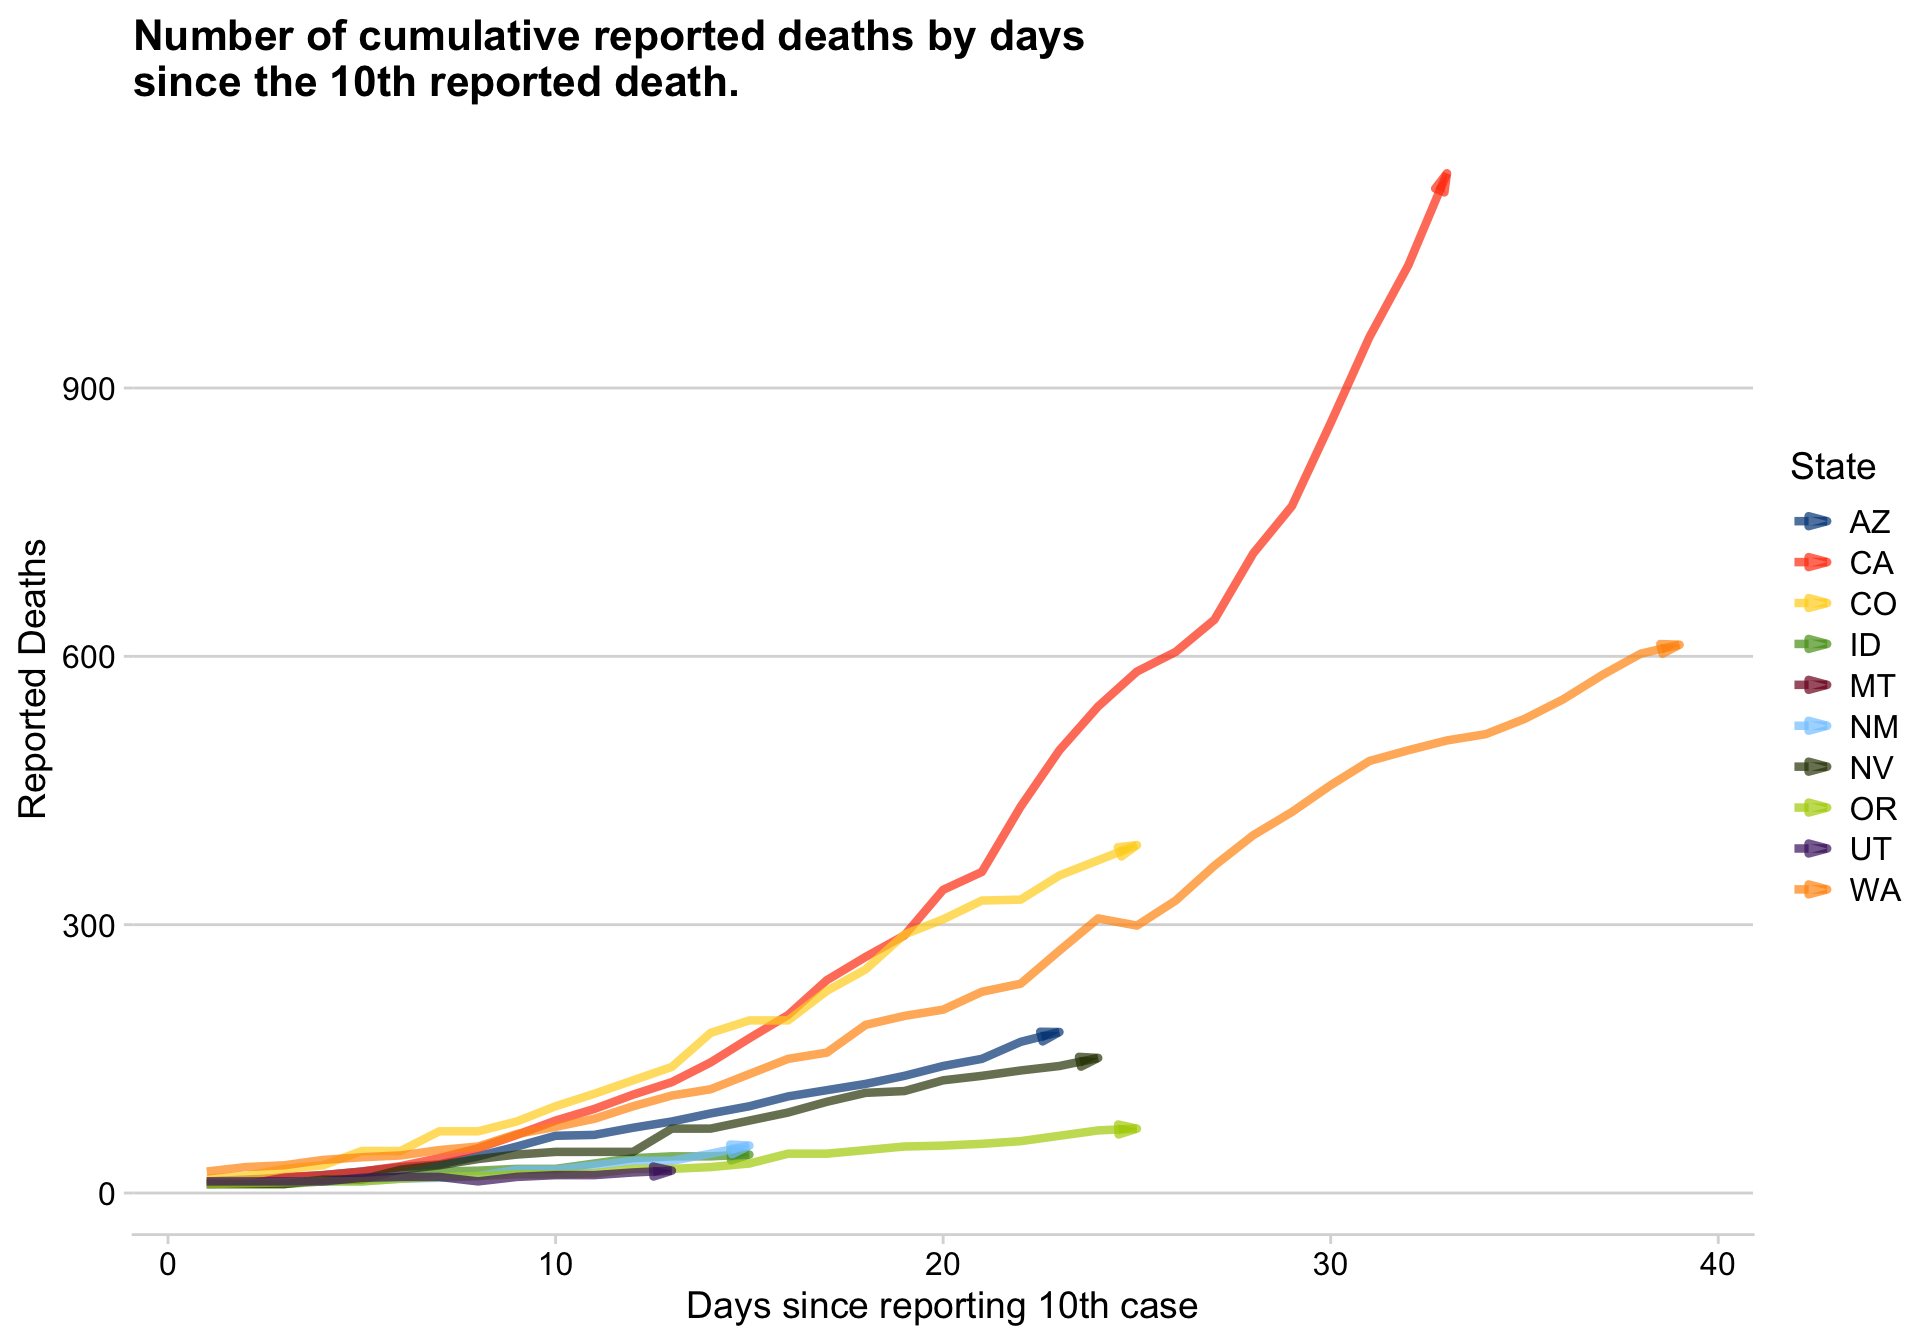 Number of cumulative reported deaths by days
since the 10th reported death.
900
600
300
0
Reported Deaths
0 10 20 30 40
Days since reporting 10th case
State
AZ
CA
CO
ID
MT
NM
NV
OR
UT
WA